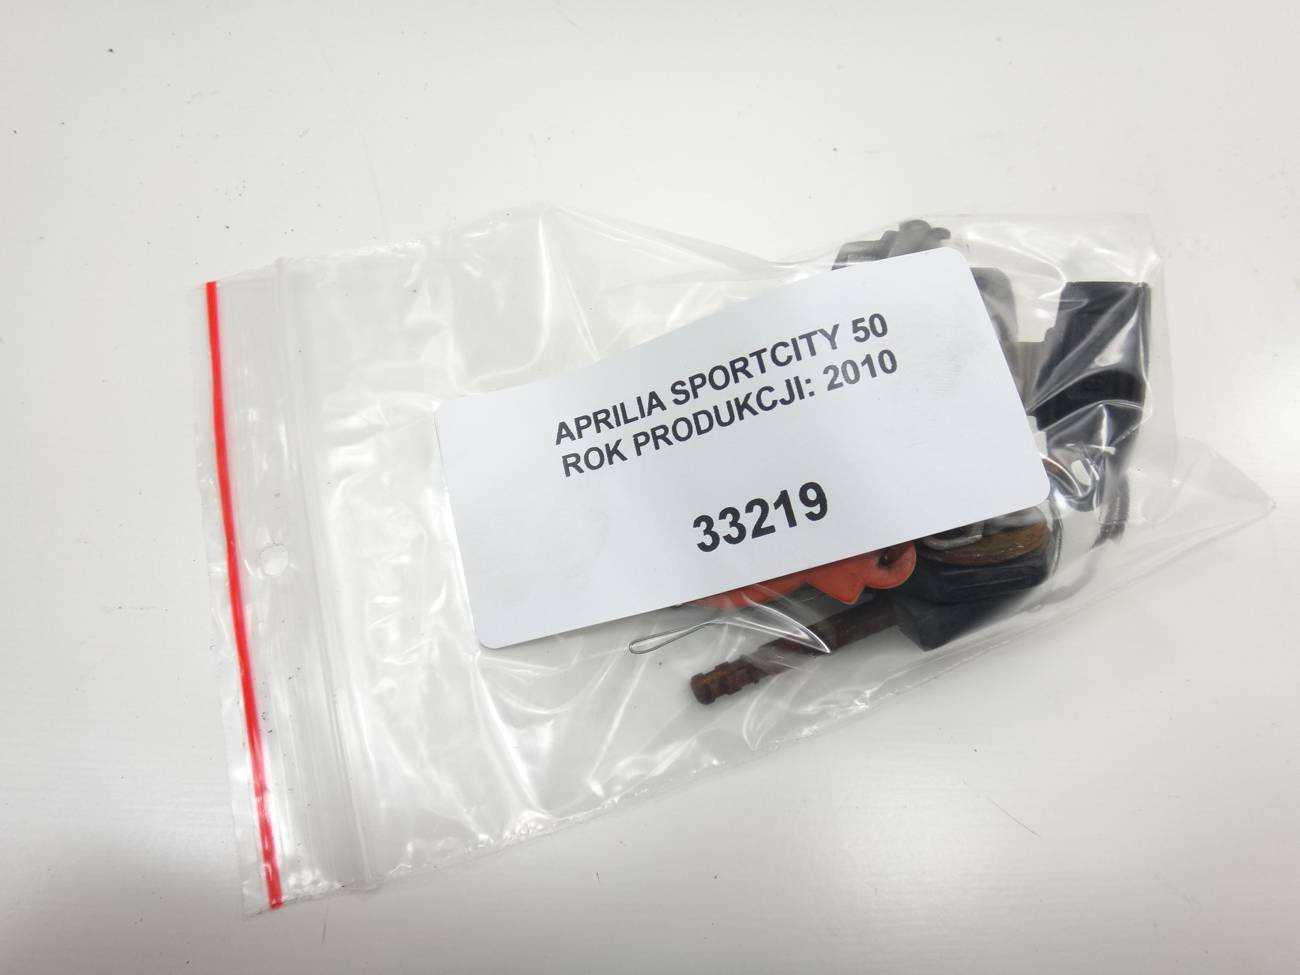 APRILIA SPORTCITY 50
ROK PRODUKCJI: 2010
33219